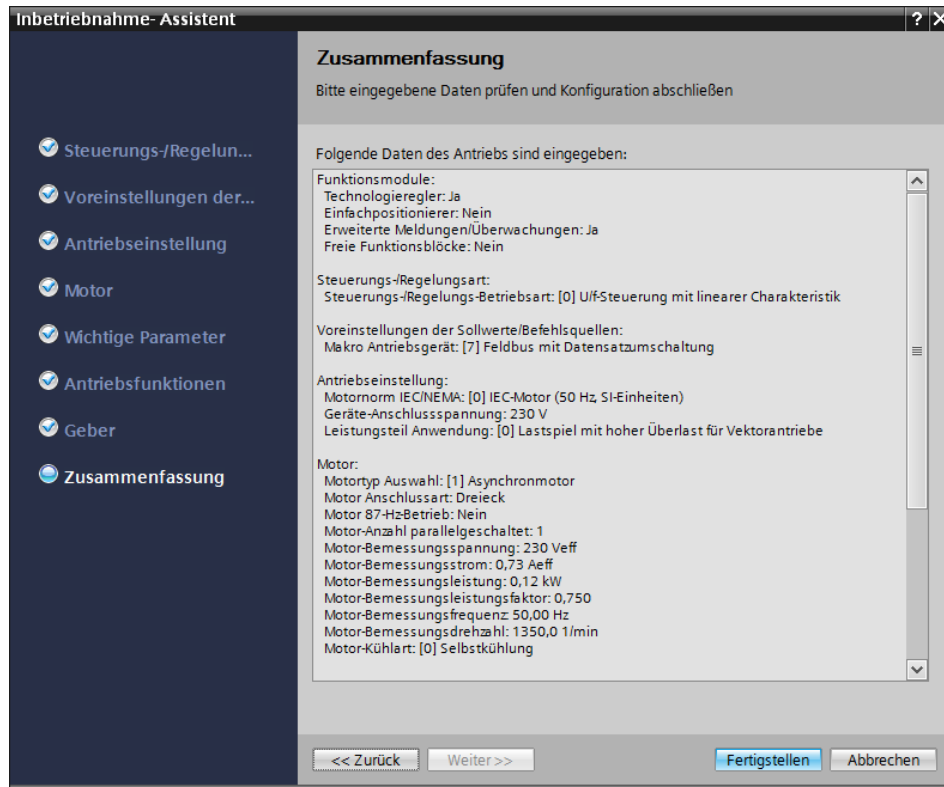 Inbetriebnahme- Assistent
? X
Zusammenfassung
Bitte eingegebene Daten prüfen und Konfiguration abschließen
Steuerungs-/Regelun...
Voreinstellungen der...
Antriebseinstellung
Motor
Wichtige Parameter
Antriebsfunktionen
Geber
Zusammenfassung
Folgende Daten des Antriebs sind eingegeben:
Funktionsmodule:
Technologieregler: Ja
Einfachpositionierer: Nein
Erweiterte Meldungen/Überwachungen: Ja
Freie Funktionsblöcke: Nein
Steuerungs-/Regelungsart:
Steuerungs-/Regelungs-Betriebsart: [0] U/f-Steuerung mit linearer Charakteristik
Voreinstellungen der Sollwerte/Befehlsquellen:
Makro Antriebsgerät: [7] Feldbus mit Datensatzumschaltung
Antriebseinstellung:
Motornorm IEC/NEMA: [0] IEC-Motor (50 Hz, SI-Einheiten)
Geräte-Anschlussspannung: 230 V
Leistungsteil Anwendung: [0] Lastspiel mit hoher Überlast für Vektorantriebe
Motor:
Motortyp Auswahl: [1] Asynchronmotor
Motor Anschlussart: Dreieck
Motor 87-Hz-Betrieb: Nein
Motor-Anzahl parallelgeschaltet: 1
Motor-Bemessungsspannung: 230 Veff
Motor-Bemessungsstrom: 0,73 Aeff
Motor-Bemessungsleistung: 0,12 kW
Motor-Bemessungsleistungsfaktor: 0,750
Motor-Bemessungsfrequenz: 50,00 Hz
Motor-Bemessungsdrehzahl: 1350,0 1/min
Motor-Kühlart: [0] Selbstkühlung
<< Zurück
Weiter >>
Fertigstellen
Abbrechen